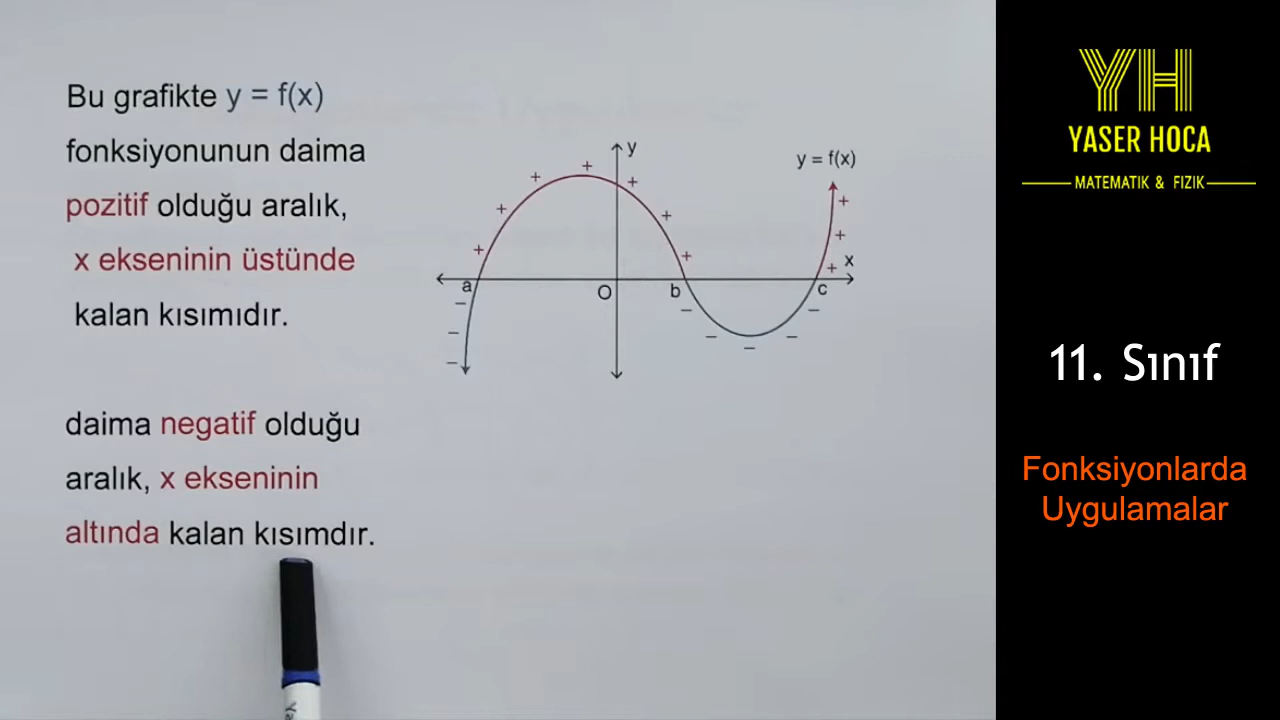 Bu grafikte y = f(x)
fonksiyonunun daima
pozitif olduğu aralık,
x ekseninin üstünde
kalan kısımıdır.
daima negatif olduğu
aralık, x ekseninin
altında kalan kısımdır.
y
y = f(x)
+ + + + + + + + + +
x
a
O
b
c
− − − − − − − −
YH
YASER HOCA
MATEMATIK & FIZIK
11. Sınıf
Fonksiyonlarda
Uygulamalar